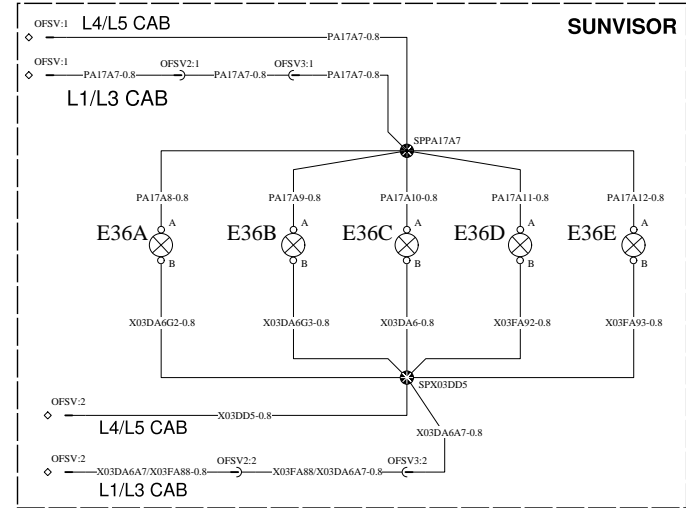 OFSV:1 L4/L5 CAB SUNVISOR
PA17A7-0.8
OFSV:1 OFSV2:1 OFSV3:1
PA17A7-0.8 PA17A7-0.8 PA17A7-0.8
L1/L3 CAB
SPPA17A7
PA17A8-0.8 PA17A9-0.8 PA17A10-0.8 PA17A11-0.8 PA17A12-0.8
A A A A A
E36A E36B E36C E36D E36E
B B B B B
X03DA6G2-0.8 X03DA6G3-0.8 X03DA6-0.8 X03FA92-0.8 X03FA93-0.8
SPX03DD5
OFSV:2
X03DD5-0.8
L4/L5 CAB
X03DA6A7-0.8
OFSV:2 OFSV2:2 OFSV3:2
X03DA6A7/X03FA88-0.8 X03FA88/X03DA6A7-0.8
L1/L3 CAB